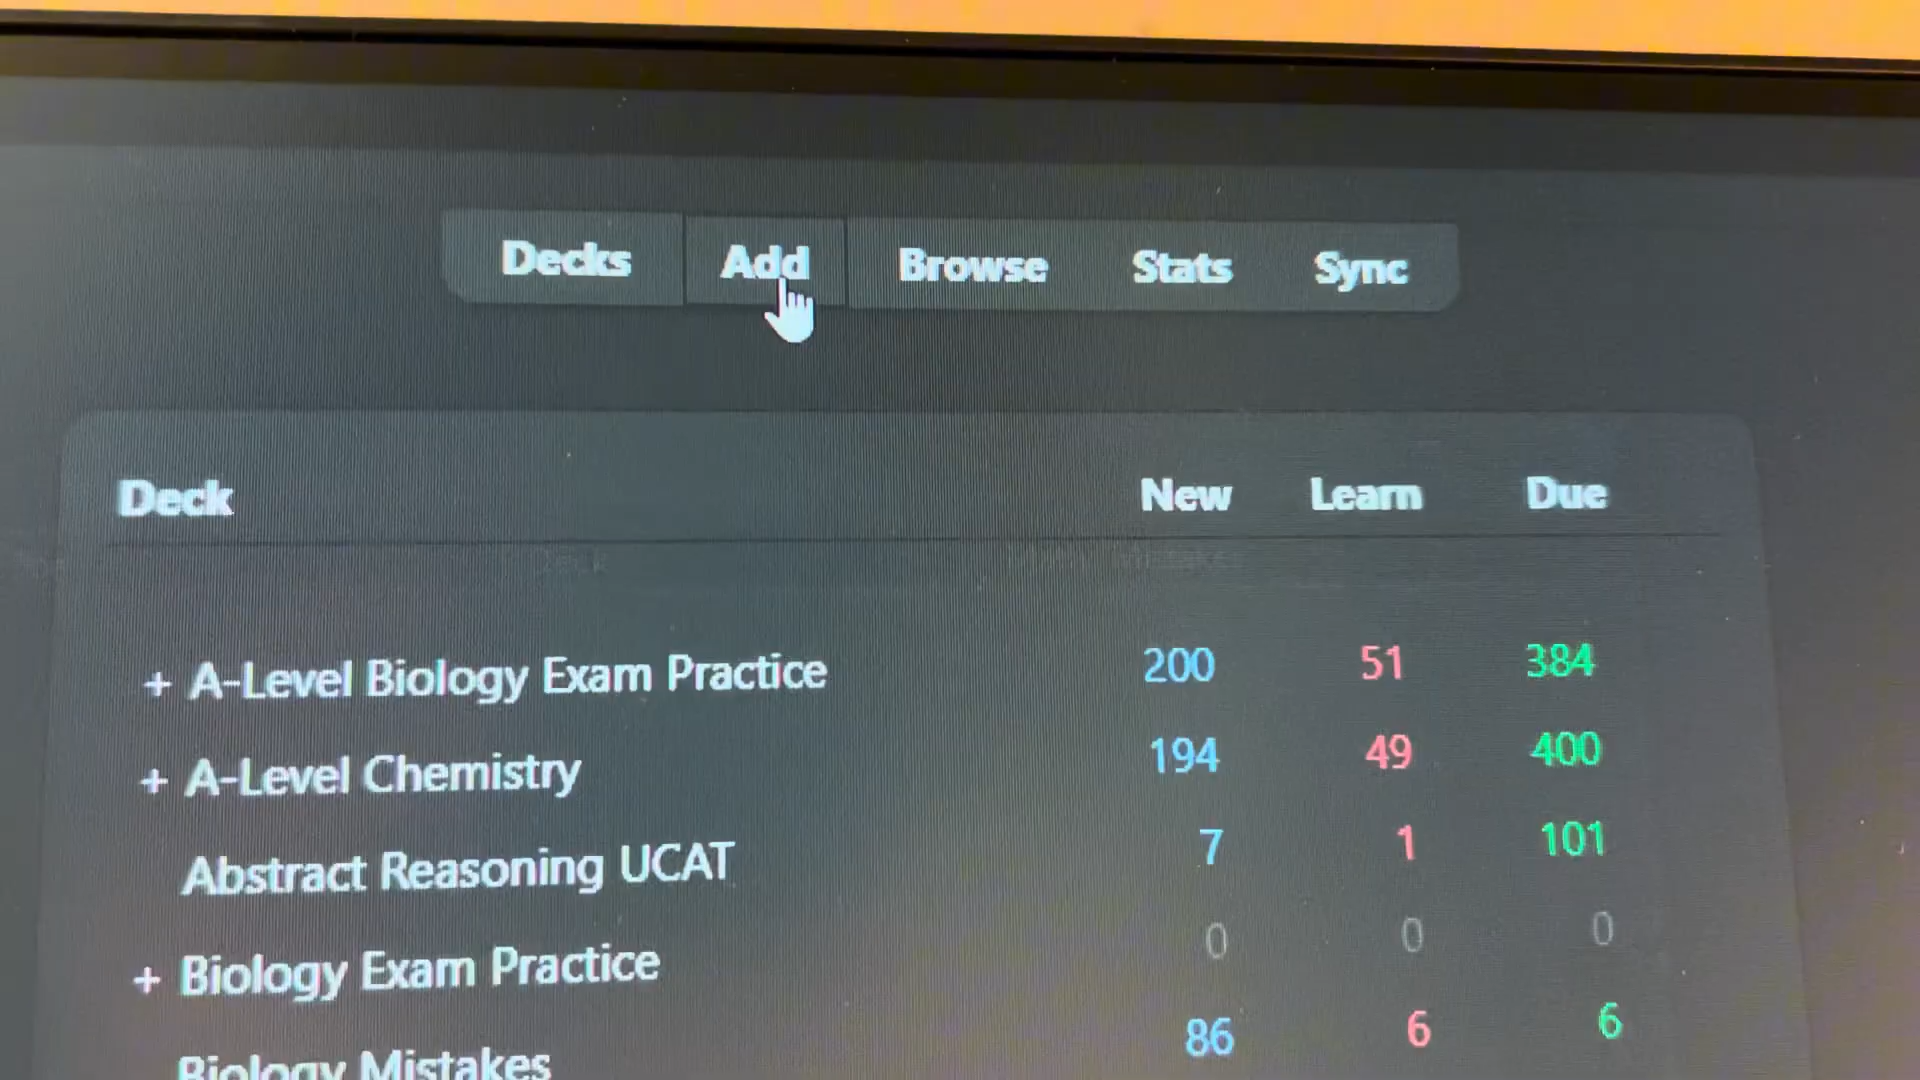 Decks Add Browse Stats Sync
Deck New Learn Due
+ A-Level Biology Exam Practice 200 51 384
+ A-Level Chemistry 194 49 400
Abstract Reasoning UCAT 7 1 101
+ Biology Exam Practice 0 0 0
Biology Mistakes 86 6 6